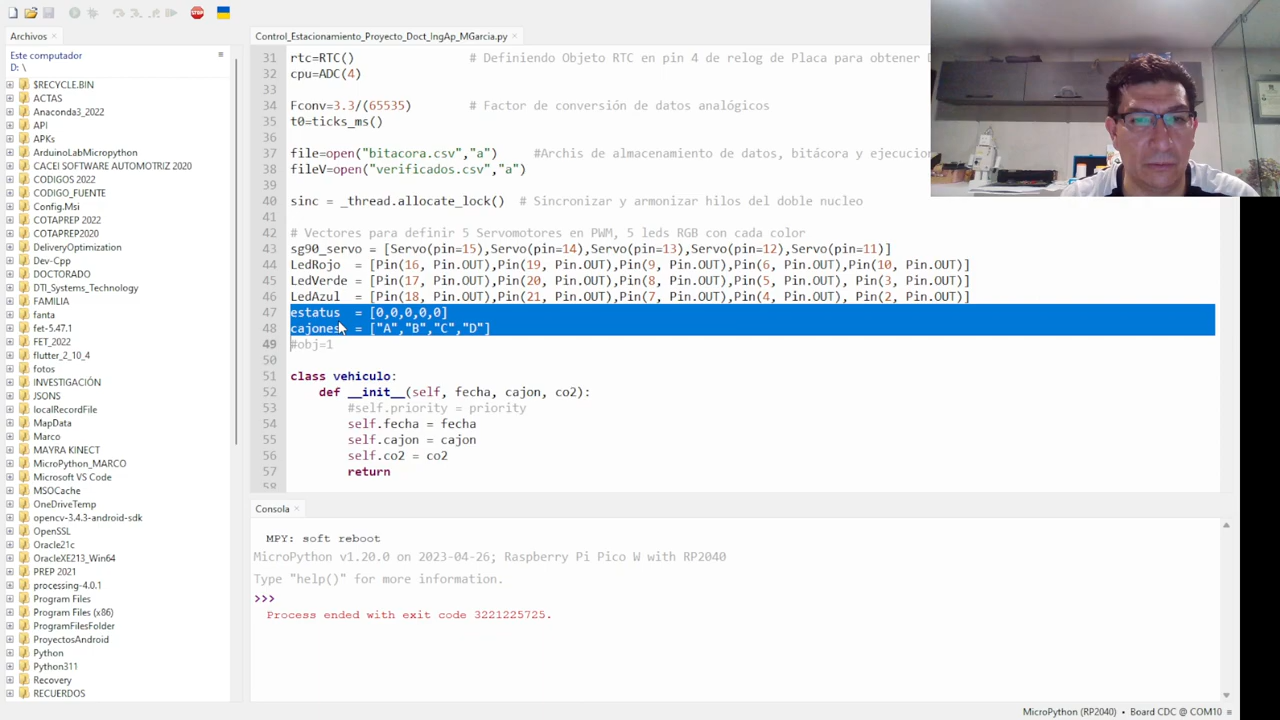 STOP
Archivos
Control_Estacionamiento_Proyecto_Doct_IngAp_MGarcia.py
Este computador
D: \
$RECYCLE.BIN
ACTAS
Anaconda3_2022
API
APKs
ArduinoLabMicropython
CACEI SOFTWARE AUTOMOTRIZ 2020
CODIGOS 2022
CODIGO_FUENTE
Config.Msi
COTAPREP 2022
COTAPREP2020
DeliveryOptimization
Dev-Cpp
DOCTORADO
DTI_Systems_Technology
FAMILIA
fanta
fet-5.47.1
FET_2022
flutter_2_10_4
fotos
INVESTIGACIÓN
JSONS
localRecordFile
MapData
Marco
MAYRA KINECT
MicroPython_MARCO
Microsoft VS Code
MSOCache
OneDriveTemp
opencv-3.4.3-android-sdk
OpenSSL
Oracle21c
OracleXE213_Win64
PREP 2021
processing-4.0.1
Program Files
Program Files (x86)
ProgramFilesFolder
ProyectosAndroid
Python
Python311
Recovery
RECUERDOS
31 rtc=RTC() # Definiendo Objeto RTC en pin 4 de relog de Placa para obtener
32 cpu=ADC(4)
33
34 Fconv=3.3/(65535) # Factor de conversión de datos analógicos
35 t0=ticks_ms()
36
37 file=open("bitacora.csv","a") #Archis de almacenamiento de datos, bitácora y ejecucion
38 fileV=open("verificados.csv","a")
39
40 sinc = _thread.allocate_lock() # Sincronizar y armonizar hilos del doble nucleo
41
42 # Vectores para definir 5 Servomotores en PWM, 5 leds RGB con cada color
43 sg90_servo = [Servo(pin=15),Servo(pin=14),Servo(pin=13),Servo(pin=12),Servo(pin=11)]
44 LedRojo = [Pin(16, Pin.OUT),Pin(19, Pin.OUT),Pin(9, Pin.OUT),Pin(6, Pin.OUT),Pin(10, Pin.OUT)]
45 LedVerde = [Pin(17, Pin.OUT),Pin(20, Pin.OUT),Pin(8, Pin.OUT),Pin(5, Pin.OUT),Pin(3, Pin.OUT)]
46 LedAzul = [Pin(18, Pin.OUT),Pin(21, Pin.OUT),Pin(7, Pin.OUT),Pin(4, Pin.OUT),Pin(2, Pin.OUT)]
47 estatus = [0,0,0,0,0]
48 cajones = ["A","B","C","D"]
49 #obj=1
50
51 class vehiculo:
52 def __init__(self, fecha, cajon, co2):
53 #self.priority = priority
54 self.fecha = fecha
55 self.cajon = cajon
56 self.co2 = co2
57 return
58
Consola
MPY: soft reboot
MicroPython v1.20.0 on 2023-04-26; Raspberry Pi Pico W with RP2040
Type "help()" for more information.
>>>
Process ended with exit code 3221225725.
MicroPython (RP2040) • Board CDC @ COM10